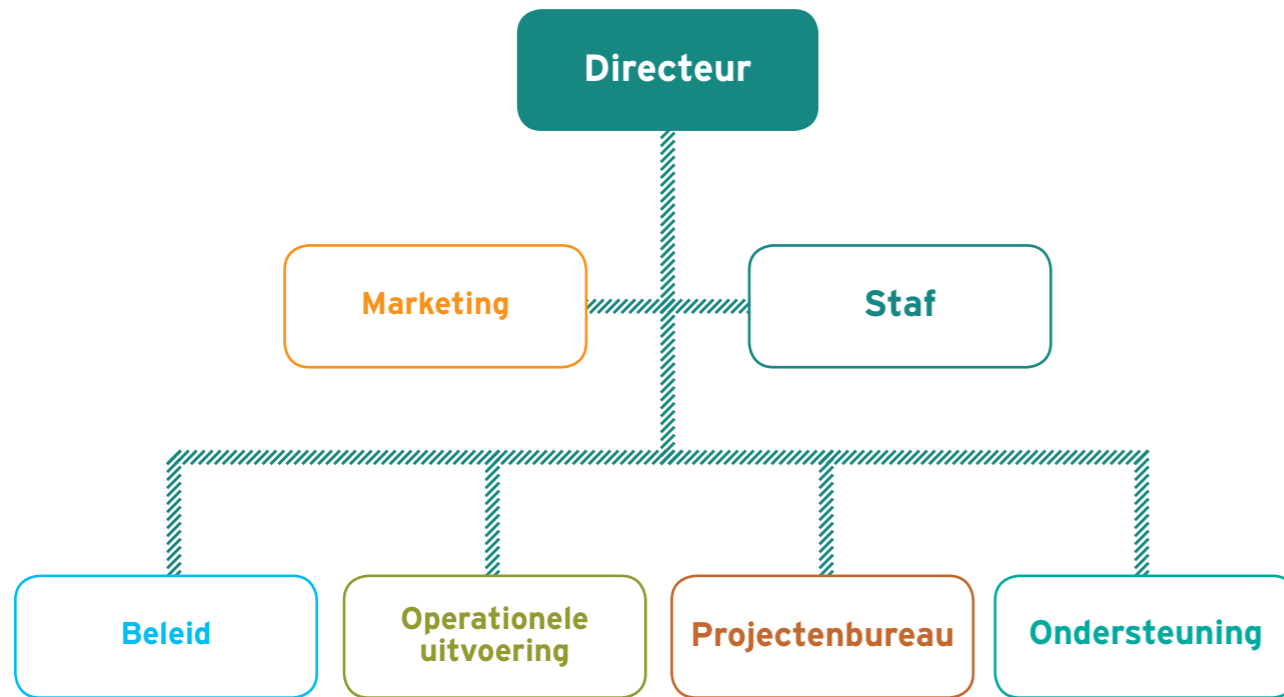 Directeur
Marketing
Staf
Beleid
Operationele
uitvoering
Projectenbureau
Ondersteuning